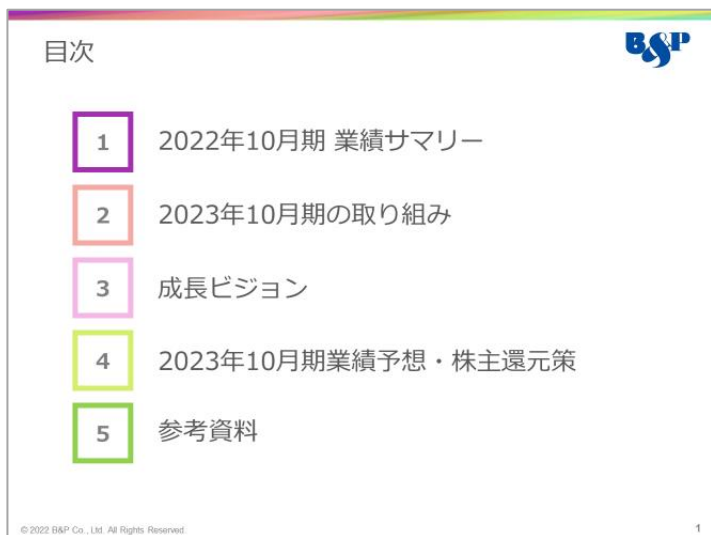 目次
B&P
1 2022年10月期 業績サマリー
2 2023年10月期の取り組み
3 成長ビジョン
4 2023年10月期業績予想・株主還元策
5 参考資料
© 2022 B&P Co., Ltd. All Rights Reserved.
1